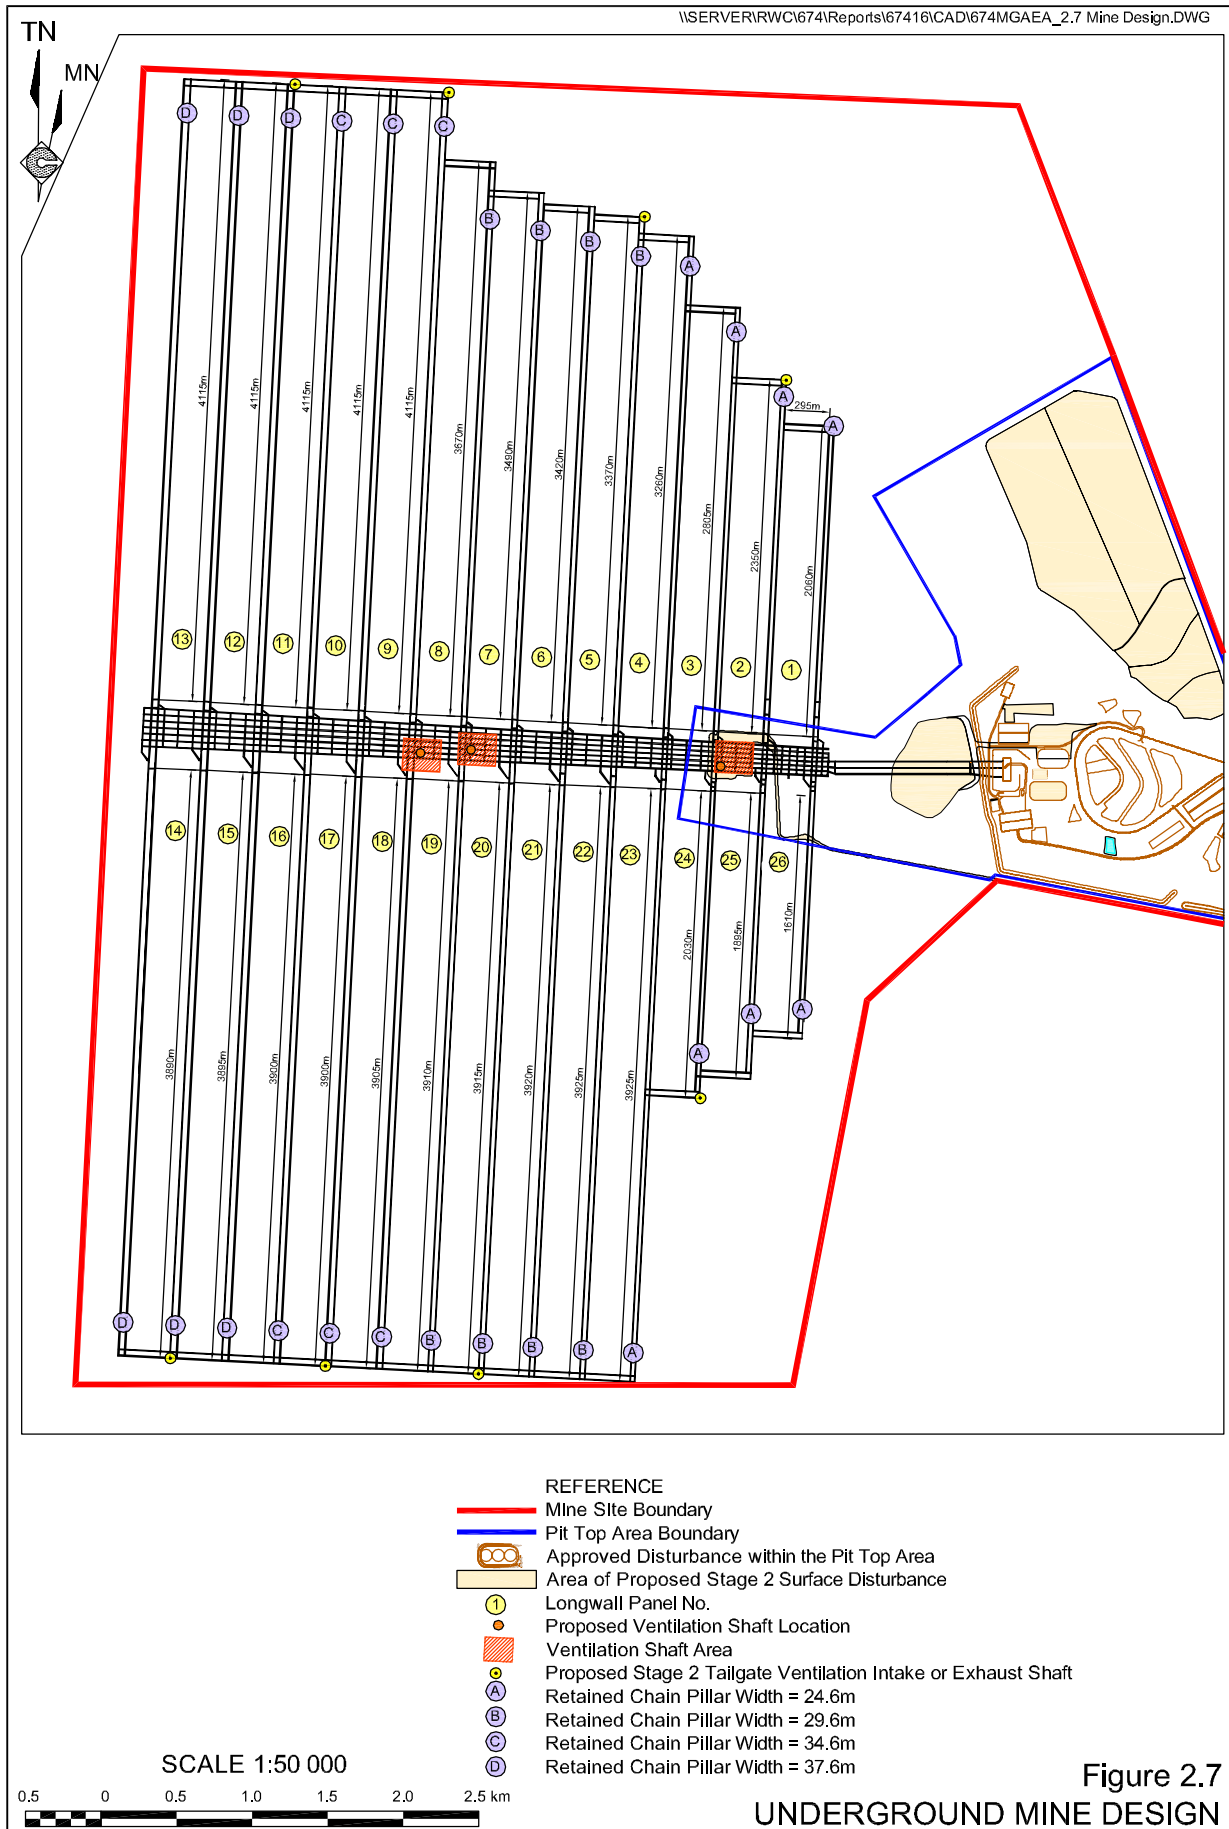 \\SERVER\RWC\674\Reports\67416\CAD\674MGAEA_2.7 Mine Design.DWG
TN
MN
D
D
D
C
C
C
B
B
B
B
A
A
A
A
295m
4115m
4115m
4115m
4115m
4115m
3670m
3490m
3420m
3370m
3260m
2805m
2350m
2060m
13
12
11
10
9
8
7
6
5
4
3
2
1
14
15
16
17
18
19
20
21
22
23
24
25
26
3890m
3895m
3900m
3900m
3905m
3910m
3915m
3920m
3925m
3925m
2030m
1895m
1610m
A
A
A
D
D
D
C
C
C
B
B
B
B
A
REFERENCE
Mine Site Boundary
Pit Top Area Boundary
Approved Disturbance within the Pit Top Area
Area of Proposed Stage 2 Surface Disturbance
1 Longwall Panel No.
Proposed Ventilation Shaft Location
Ventilation Shaft Area
Proposed Stage 2 Tailgate Ventilation Intake or Exhaust Shaft
A Retained Chain Pillar Width = 24.6m
B Retained Chain Pillar Width = 29.6m
C Retained Chain Pillar Width = 34.6m
D Retained Chain Pillar Width = 37.6m
SCALE 1:50 000
0.5 0 0.5 1.0 1.5 2.0 2.5 km
Figure 2.7
UNDERGROUND MINE DESIGN